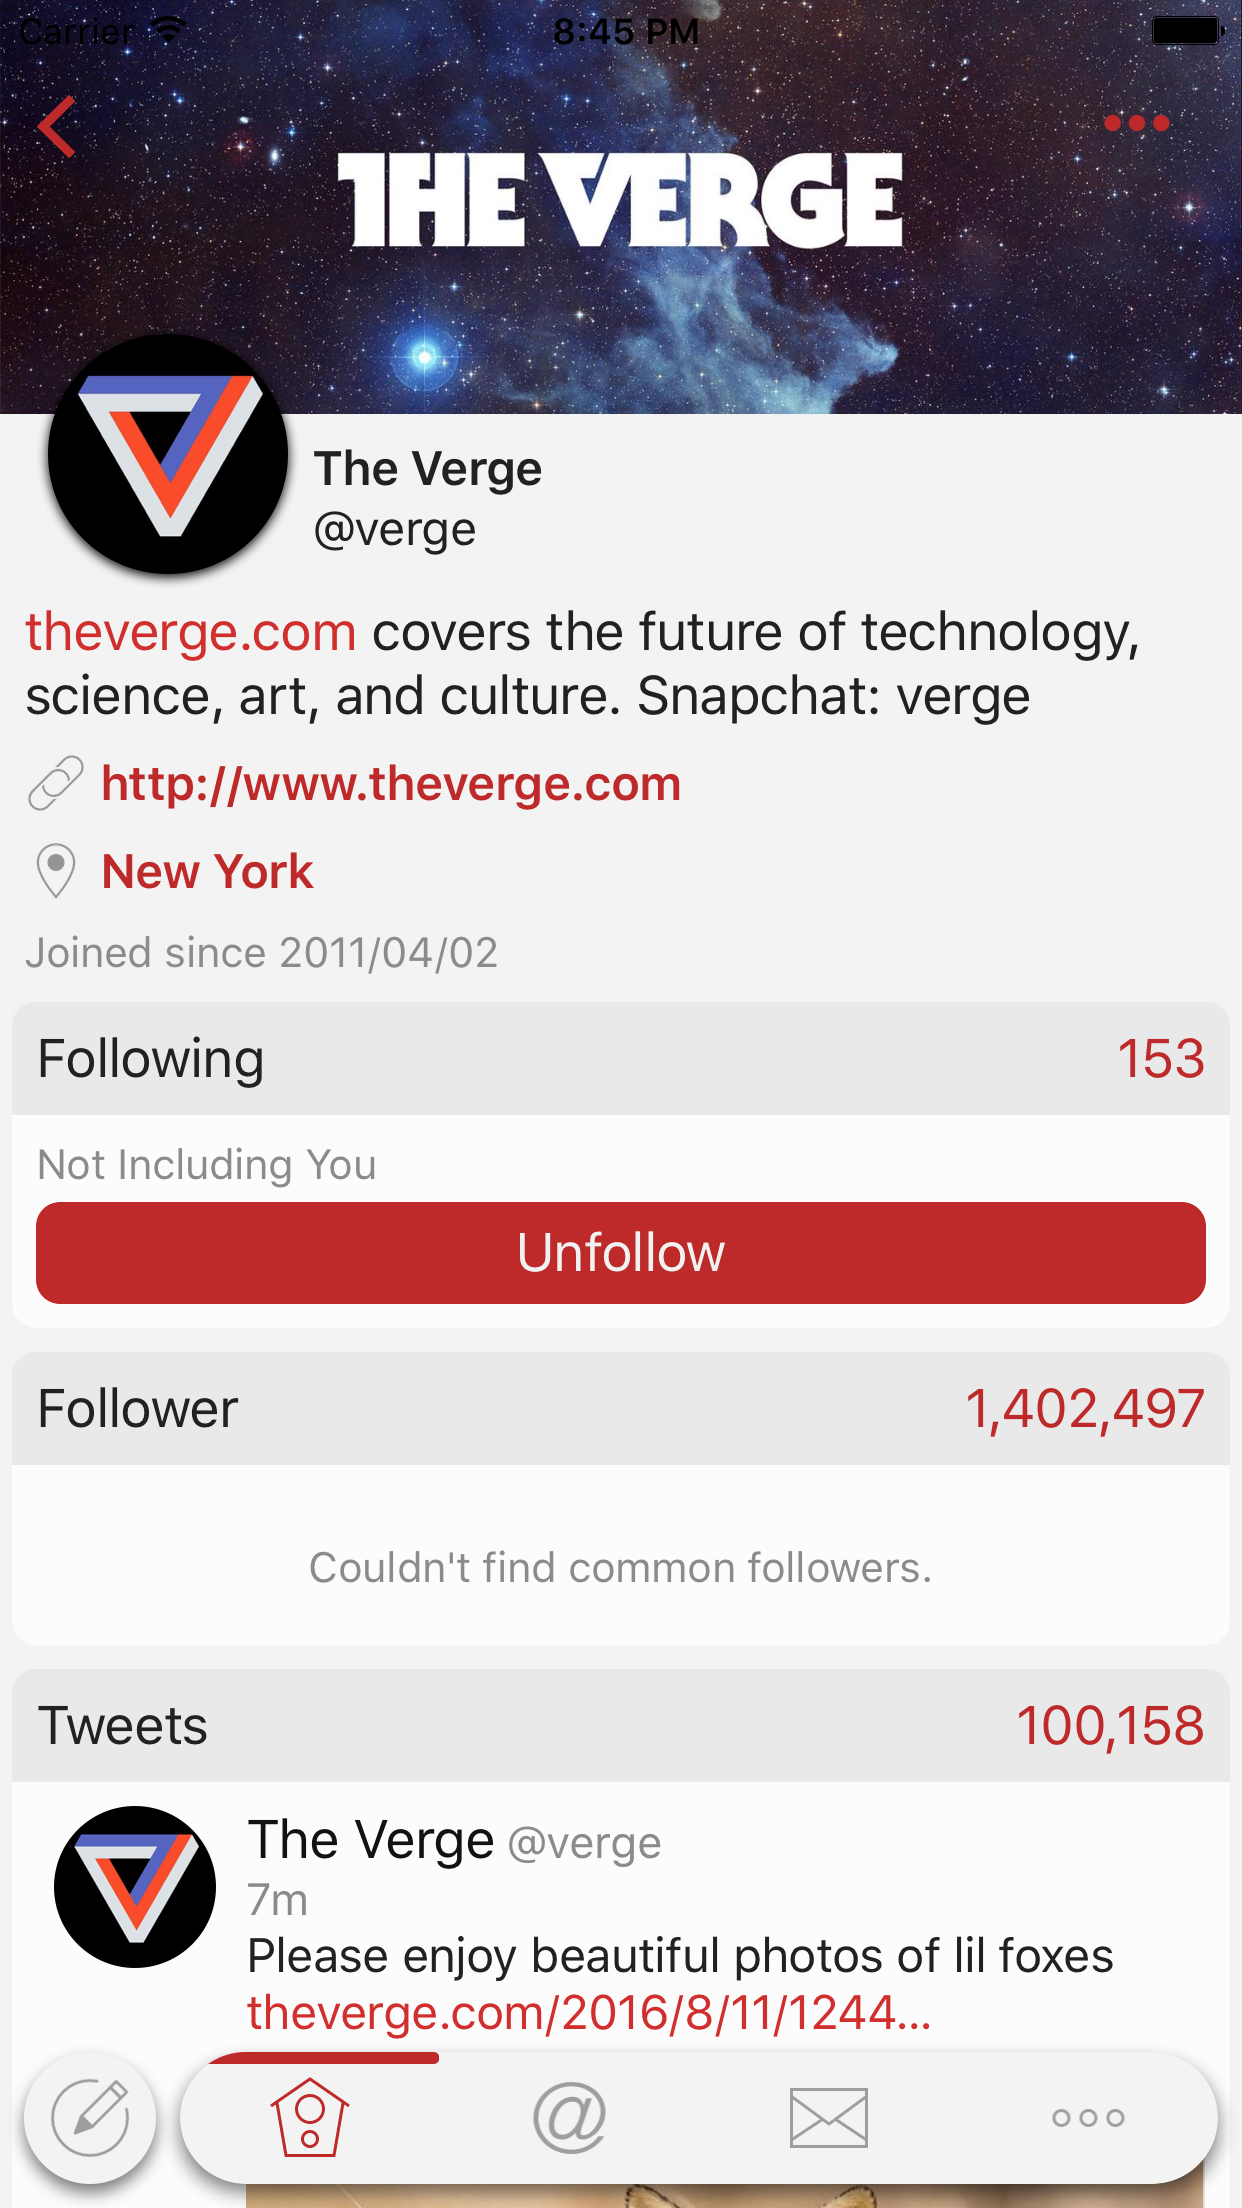 Carrier 8:45 PM
THE VERGE
The Verge
@verge
theverge.com covers the future of technology,
science, art, and culture. Snapchat: verge
http://www.theverge.com
New York
Joined since 2011/04/02
Following 153
Not Including You
Unfollow
Follower 1,402,497
Couldn't find common followers.
Tweets 100,158
The Verge @verge
7m
Please enjoy beautiful photos of lil foxes
theverge.com/2016/8/11/1244...
@